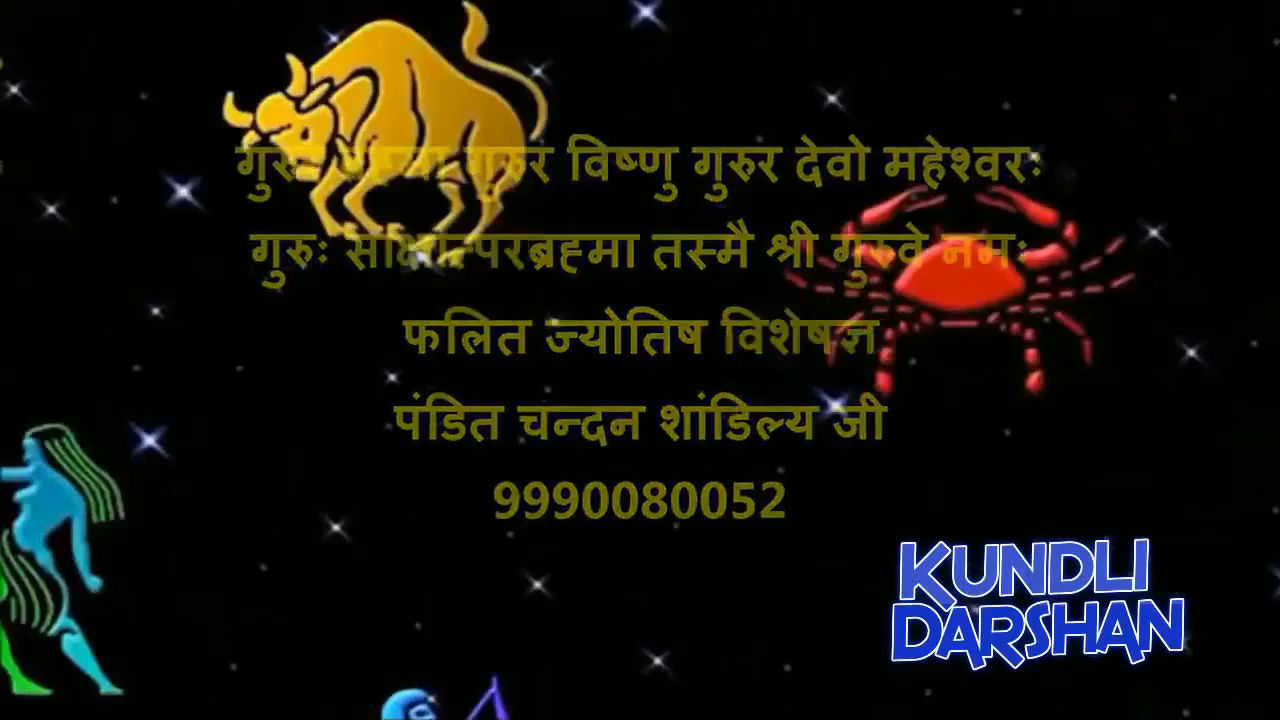 गुरुर विष्णु गुरुर देवो महेश्वरः
गुरुः साक्षात्परब्रह्मा तस्मै श्री गुरुवे नमः
फलित ज्योतिष विशेषज्ञ
पंडित चन्दन शांडिल्य जी
9990080052
KUNDLI
DARSHAN